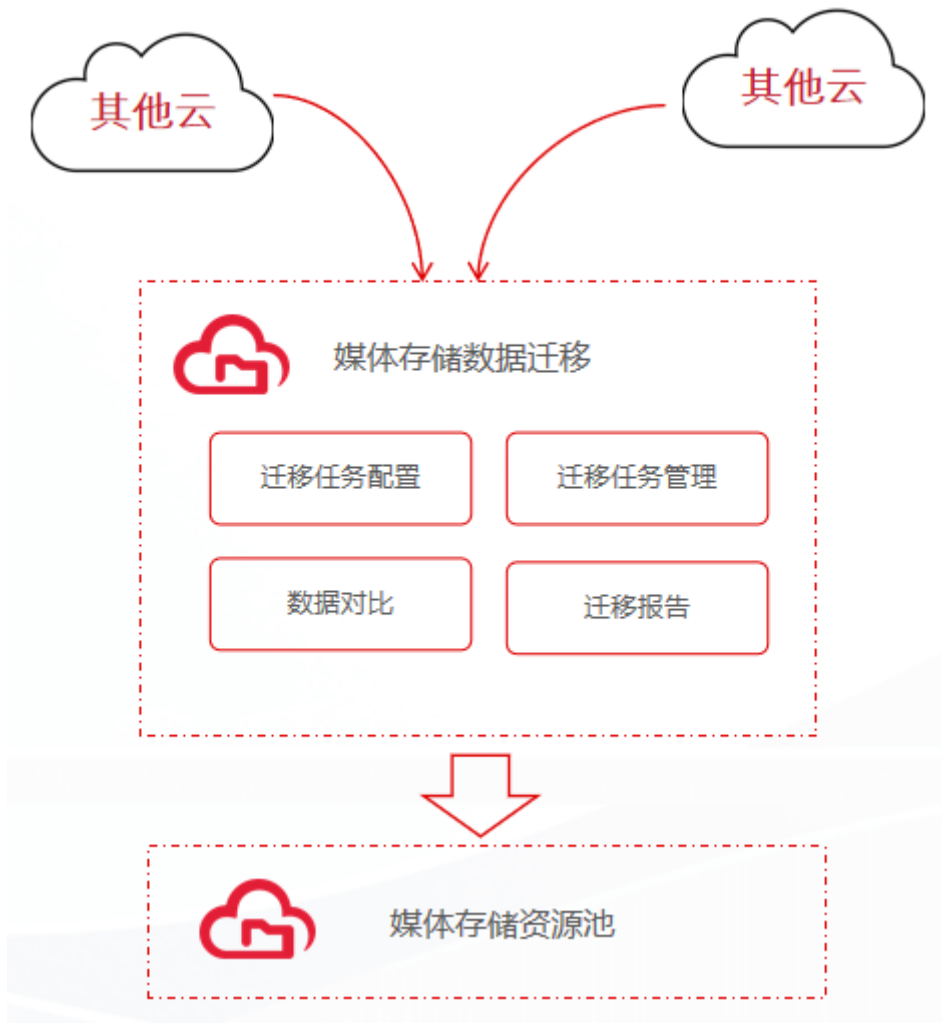 其他云
其他云
媒体存储数据迁移
迁移任务配置
迁移任务管理
数据对比
迁移报告
媒体存储资源池